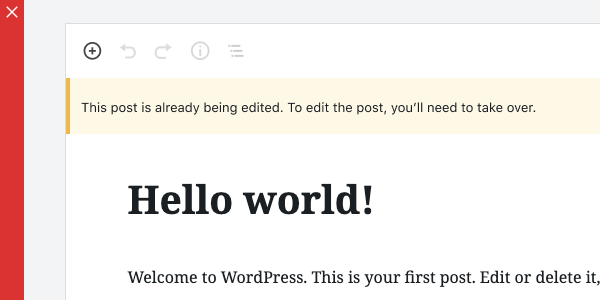 This post is already being edited. To edit the post, you’ll need to take over.
Hello world!
Welcome to WordPress. This is your first post. Edit or delete it,